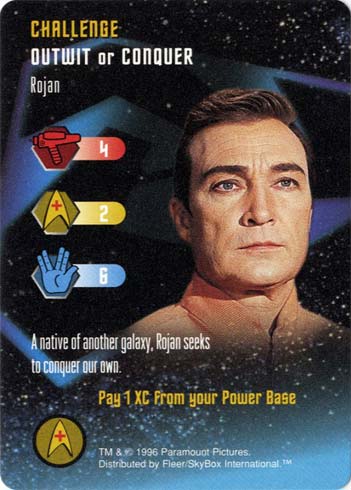 CHALLENGE
OUTWIT or CONQUER
Rojan
4
2
6
A native of another galaxy, Rojan seeks
to conquer our own.
Pay 1 XC From your Power Base
TM & © 1996 Paramount Pictures.
Distributed by Fleer/SkyBox International.™